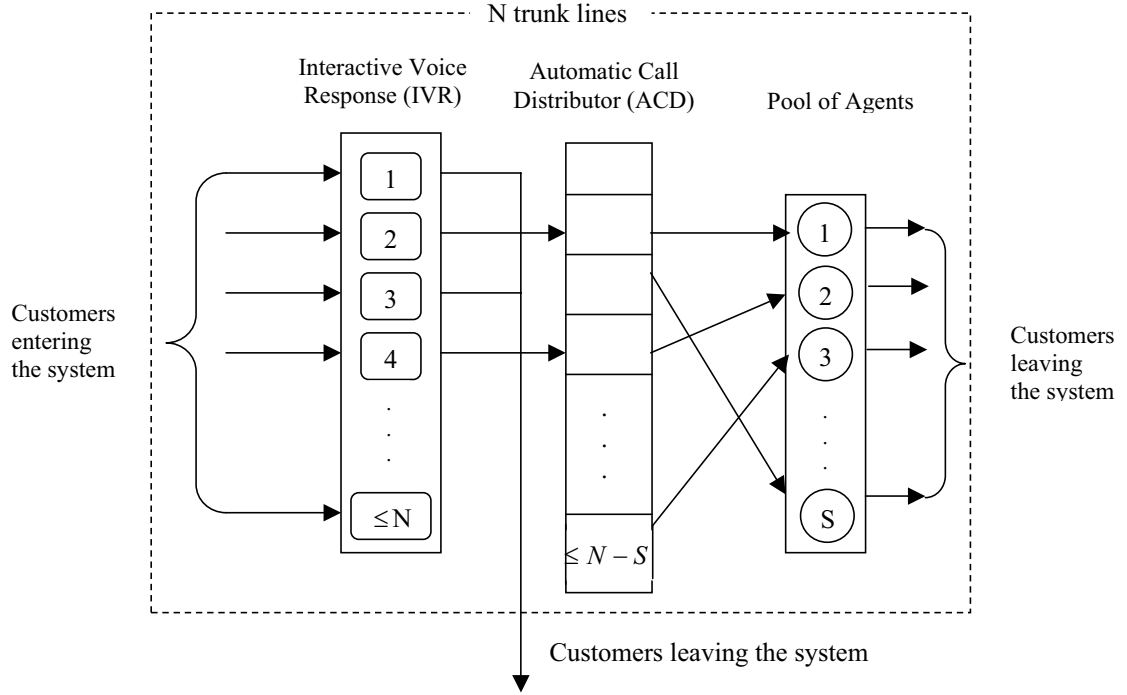 N trunk lines
Interactive Voice
Response (IVR)
Automatic Call
Distributor (ACD)
Pool of Agents
1
2
3
4
.
.
.
.
≤ N
.
.
.
≤ N − S
1
2
3
.
.
.
.
S
Customers
entering
the system
Customers
leaving
the system
Customers leaving the system